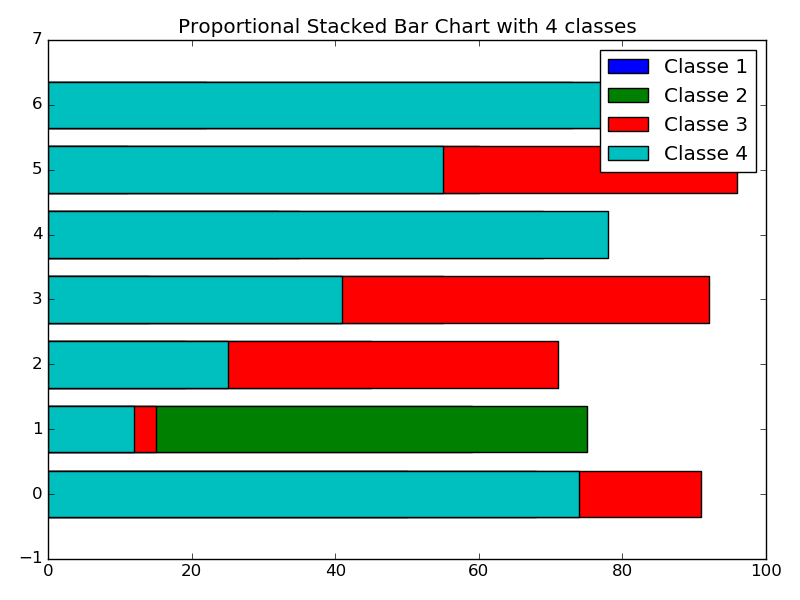 Proportional Stacked Bar Chart with 4 classes
7
6
5
4
3
2
1
0
−1
0 20 40 60 80 100
Classe 1
Classe 2
Classe 3
Classe 4